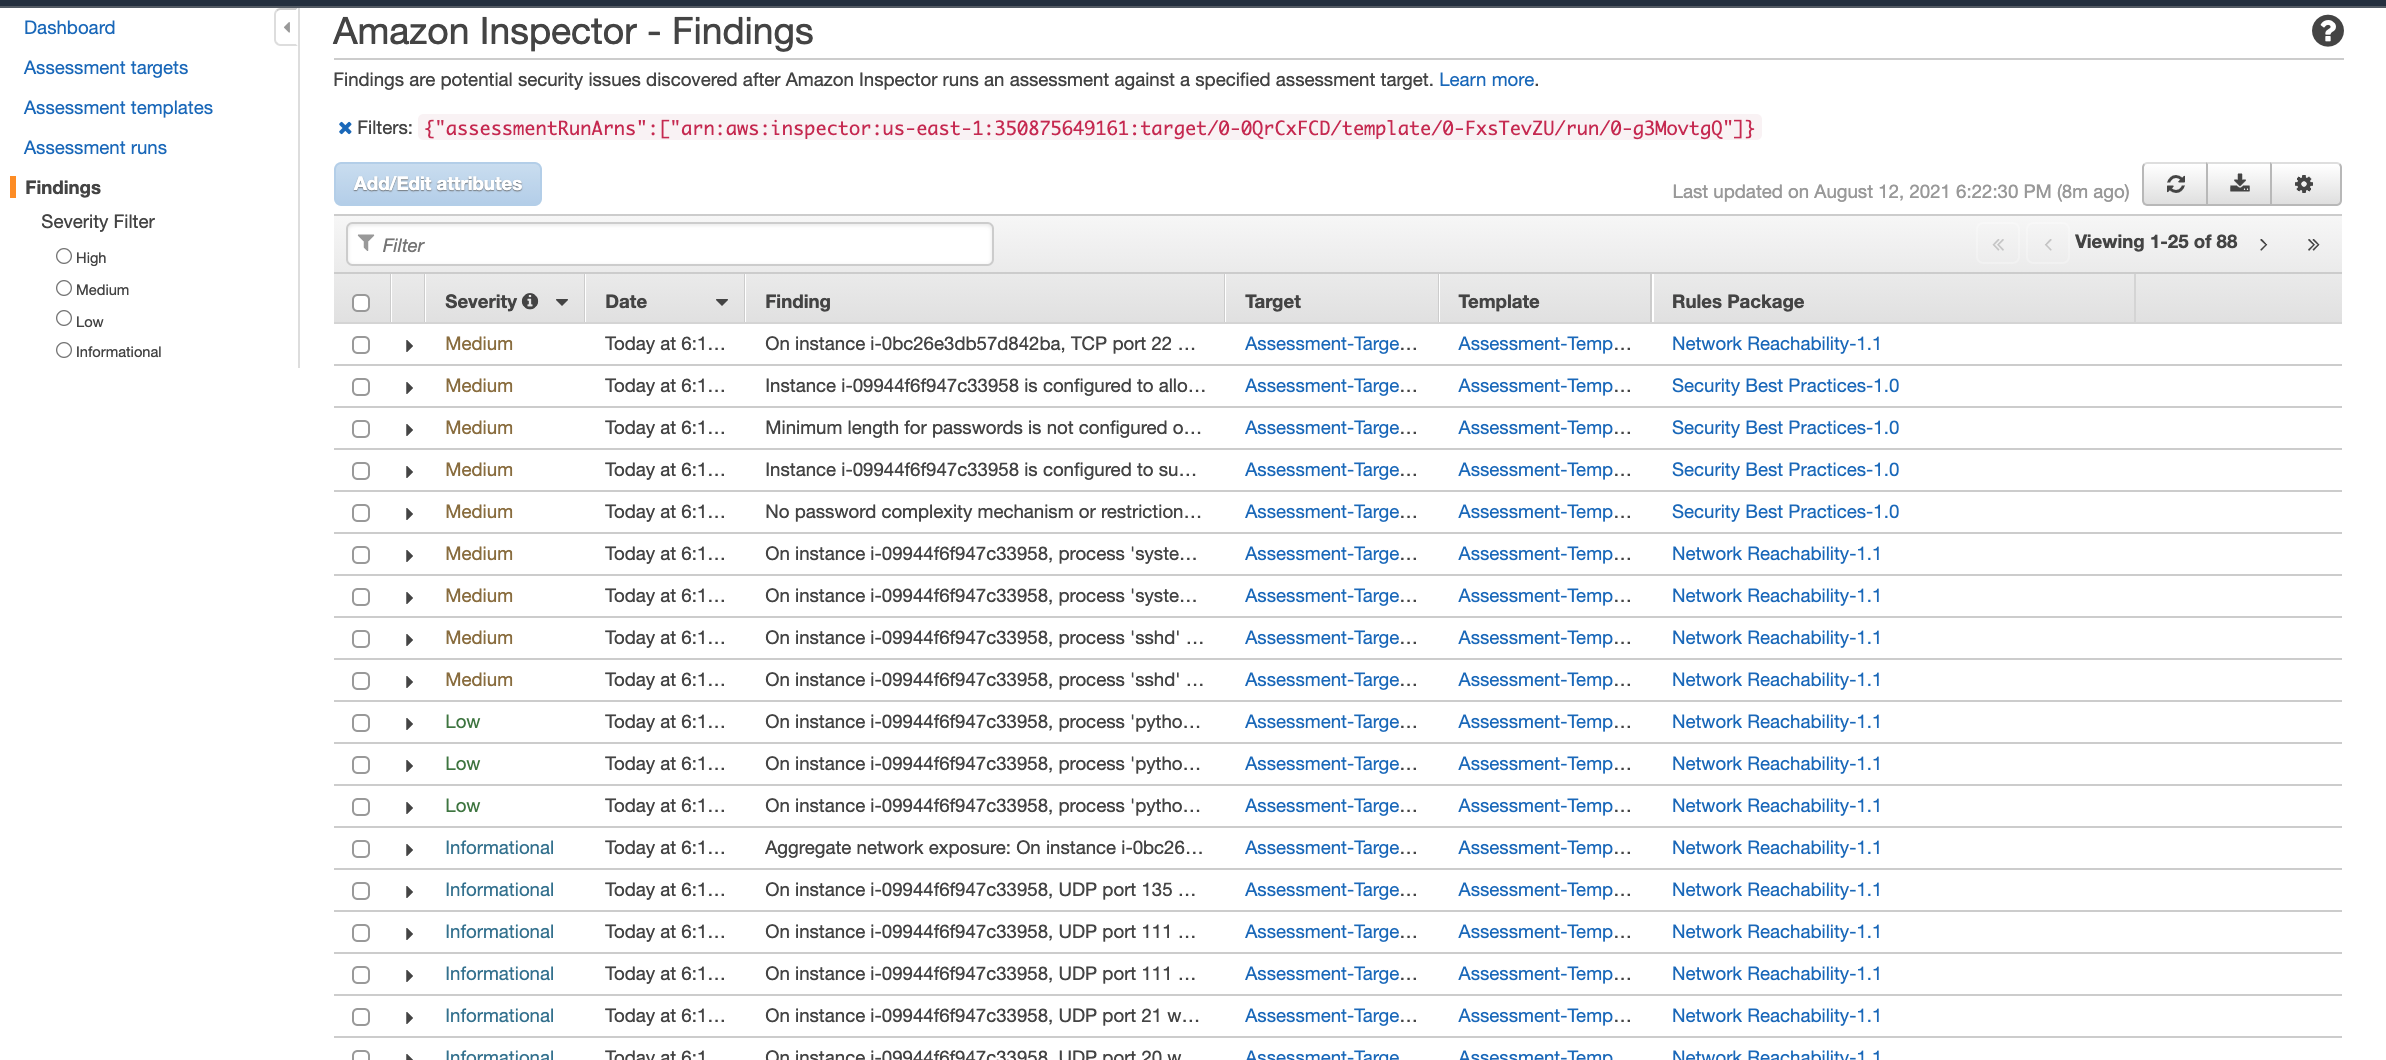 Dashboard
Assessment targets
Assessment templates
Assessment runs
Findings
Severity Filter
High
Medium
Low
Informational
Amazon Inspector - Findings
Findings are potential security issues discovered after Amazon Inspector runs an assessment against a specified assessment target. Learn more.
Filters: {"assessmentRunArns":["arn:aws:inspector:us-east-1:350875649161:target/0-0QrCxFCD/template/0-FxsTevZU/run/0-g3MovtgQ"]}
Add/Edit attributes
Last updated on August 12, 2021 6:22:30 PM (8m ago)
Filter
Viewing 1-25 of 88
Severity Date Finding Target Template Rules Package
Medium Today at 6:1... On instance i-0bc26e3db57d842ba, TCP port 22 ... Assessment-Targe... Assessment-Temp... Network Reachability-1.1
Medium Today at 6:1... Instance i-09944f6f947c33958 is configured to allo... Assessment-Targe... Assessment-Temp... Security Best Practices-1.0
Medium Today at 6:1... Minimum length for passwords is not configured o... Assessment-Targe... Assessment-Temp... Security Best Practices-1.0
Medium Today at 6:1... Instance i-09944f6f947c33958 is configured to su... Assessment-Targe... Assessment-Temp... Security Best Practices-1.0
Medium Today at 6:1... No password complexity mechanism or restriction... Assessment-Targe... Assessment-Temp... Security Best Practices-1.0
Medium Today at 6:1... On instance i-09944f6f947c33958, process 'syste... Assessment-Targe... Assessment-Temp... Network Reachability-1.1
Medium Today at 6:1... On instance i-09944f6f947c33958, process 'syste... Assessment-Targe... Assessment-Temp... Network Reachability-1.1
Medium Today at 6:1... On instance i-09944f6f947c33958, process 'sshd' ... Assessment-Targe... Assessment-Temp... Network Reachability-1.1
Medium Today at 6:1... On instance i-09944f6f947c33958, process 'sshd' ... Assessment-Targe... Assessment-Temp... Network Reachability-1.1
Low Today at 6:1... On instance i-09944f6f947c33958, process 'pytho... Assessment-Targe... Assessment-Temp... Network Reachability-1.1
Low Today at 6:1... On instance i-09944f6f947c33958, process 'pytho... Assessment-Targe... Assessment-Temp... Network Reachability-1.1
Low Today at 6:1... On instance i-09944f6f947c33958, process 'pytho... Assessment-Targe... Assessment-Temp... Network Reachability-1.1
Informational Today at 6:1... Aggregate network exposure: On instance i-0bc26... Assessment-Targe... Assessment-Temp... Network Reachability-1.1
Informational Today at 6:1... On instance i-09944f6f947c33958, UDP port 135 ... Assessment-Targe... Assessment-Temp... Network Reachability-1.1
Informational Today at 6:1... On instance i-09944f6f947c33958, UDP port 111 ... Assessment-Targe... Assessment-Temp... Network Reachability-1.1
Informational Today at 6:1... On instance i-09944f6f947c33958, UDP port 111 ... Assessment-Targe... Assessment-Temp... Network Reachability-1.1
Informational Today at 6:1... On instance i-09944f6f947c33958, UDP port 21 w... Assessment-Targe... Assessment-Temp... Network Reachability-1.1
Informational Today at 6:1... On instance i-09944f6f947c33958, UDP port 20 w... Assessment-Targe... Assessment-Temp... Network Reachability-1.1